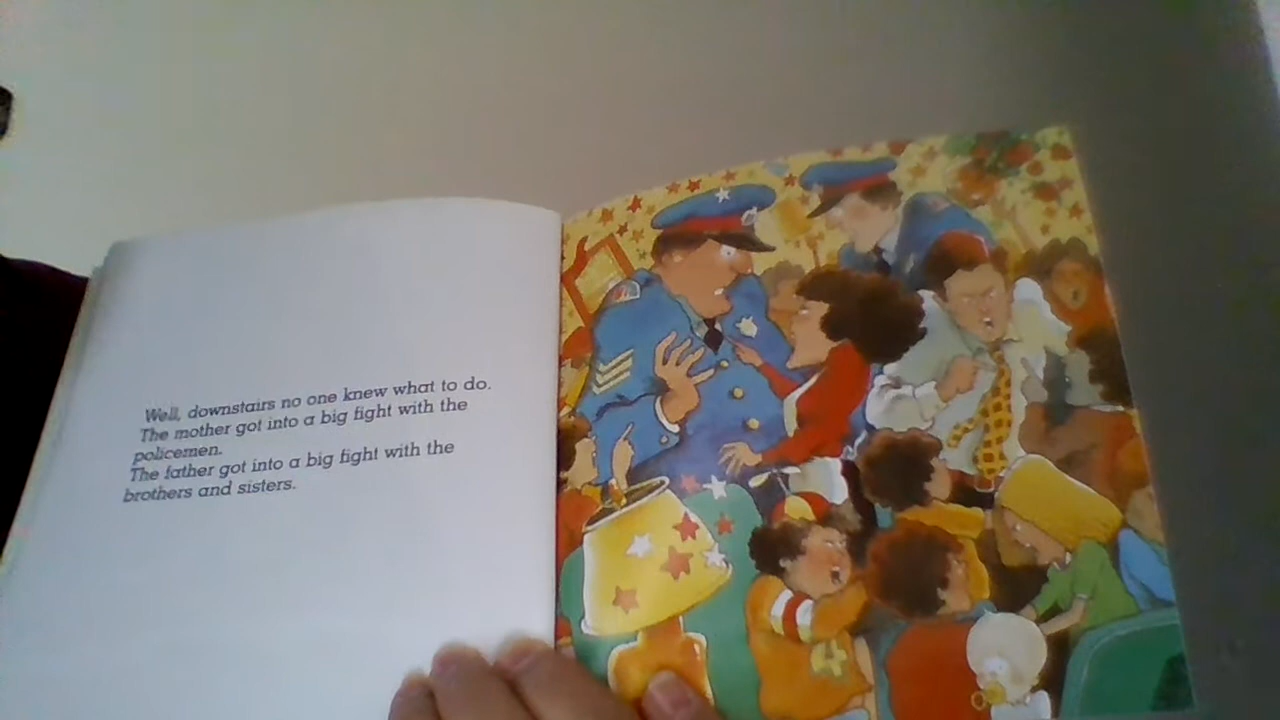 Well, downstairs no one knew what to do.
The mother got into a big fight with the
policemen.
The father got into a big fight with the
brothers and sisters.
4